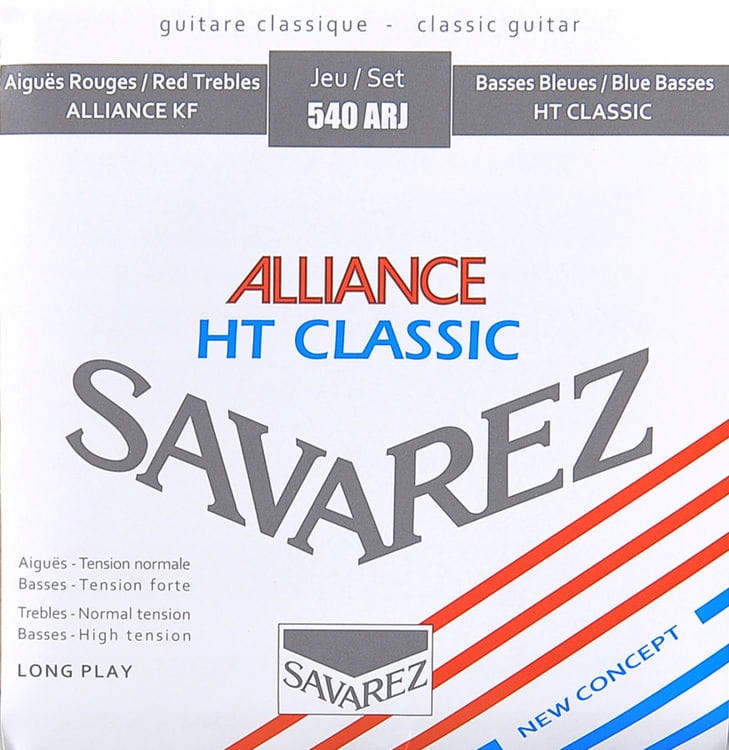 guitare classique - classic guitar
Aiguës Rouges / Red Trebles
ALLIANCE KF
Jeu / Set
540 ARJ
Basses Bleues / Blue Basses
HT CLASSIC
ALLIANCE
HT CLASSIC
SAVAREZ
Aiguës - Tension normale
Basses - Tension forte
Trebles - Normal tension
Basses - High tension
LONG PLAY
SAVAREZ
NEW CONCEPT